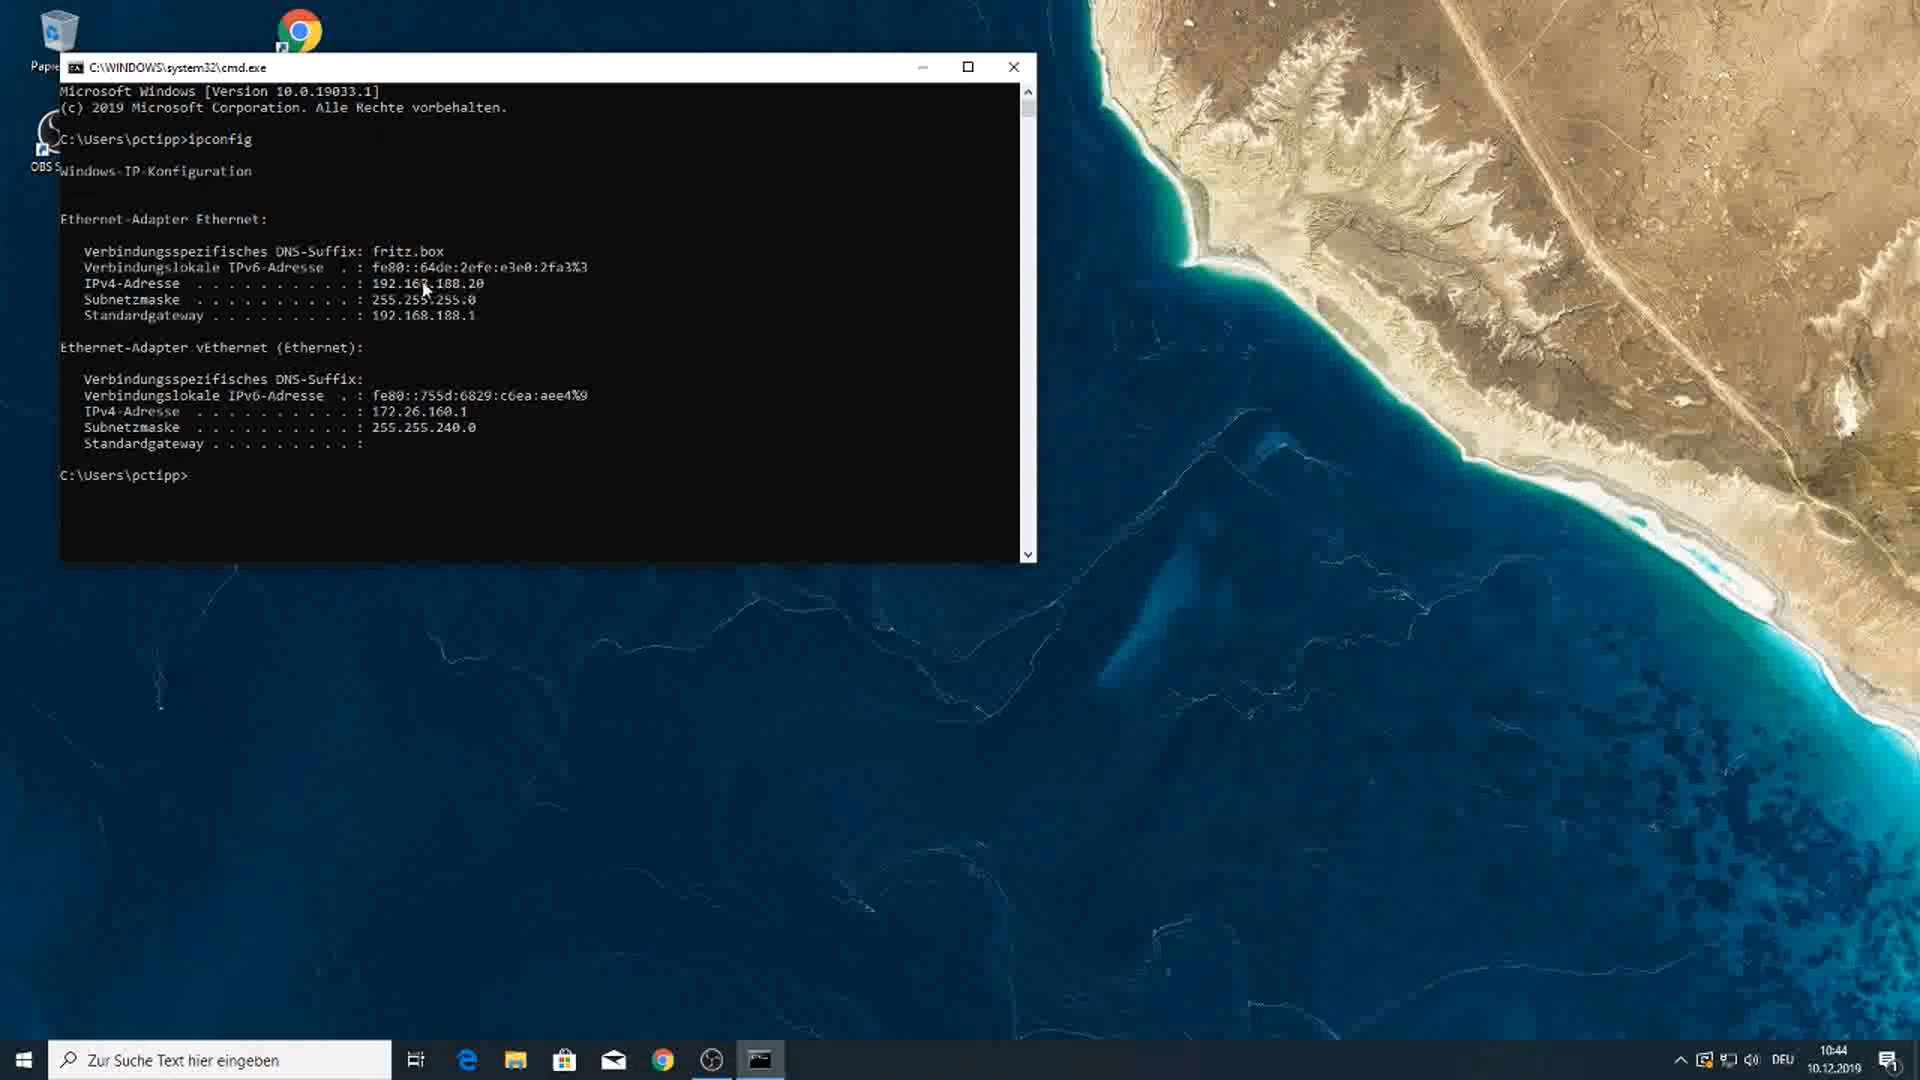 Papie
C:\WINDOWS\system32\cmd.exe
Microsoft Windows [Version 10.0.19033.1]
(c) 2019 Microsoft Corporation. Alle Rechte vorbehalten.
C:\Users\pctipp>ipconfig
OBS S
Windows-IP-Konfiguration
Ethernet-Adapter Ethernet:
Verbindungsspezifisches DNS-Suffix: fritz.box
Verbindungslokale IPv6-Adresse . : fe80::64de:2efe:e3e0:2fa3%3
IPv4-Adresse . . . . . . . . . . : 192.168.188.20
Subnetzmaske . . . . . . . . . . : 255.255.255.0
Standardgateway . . . . . . . . . : 192.168.188.1
Ethernet-Adapter vEthernet (Ethernet):
Verbindungsspezifisches DNS-Suffix:
Verbindungslokale IPv6-Adresse . : fe80::755d:6829:c6ea:aee4%9
IPv4-Adresse . . . . . . . . . . : 172.26.160.1
Subnetzmaske . . . . . . . . . . : 255.255.240.0
Standardgateway . . . . . . . . . :
C:\Users\pctipp>
Zur Suche Text hier eingeben
DEU
10:44
10.12.2019
1